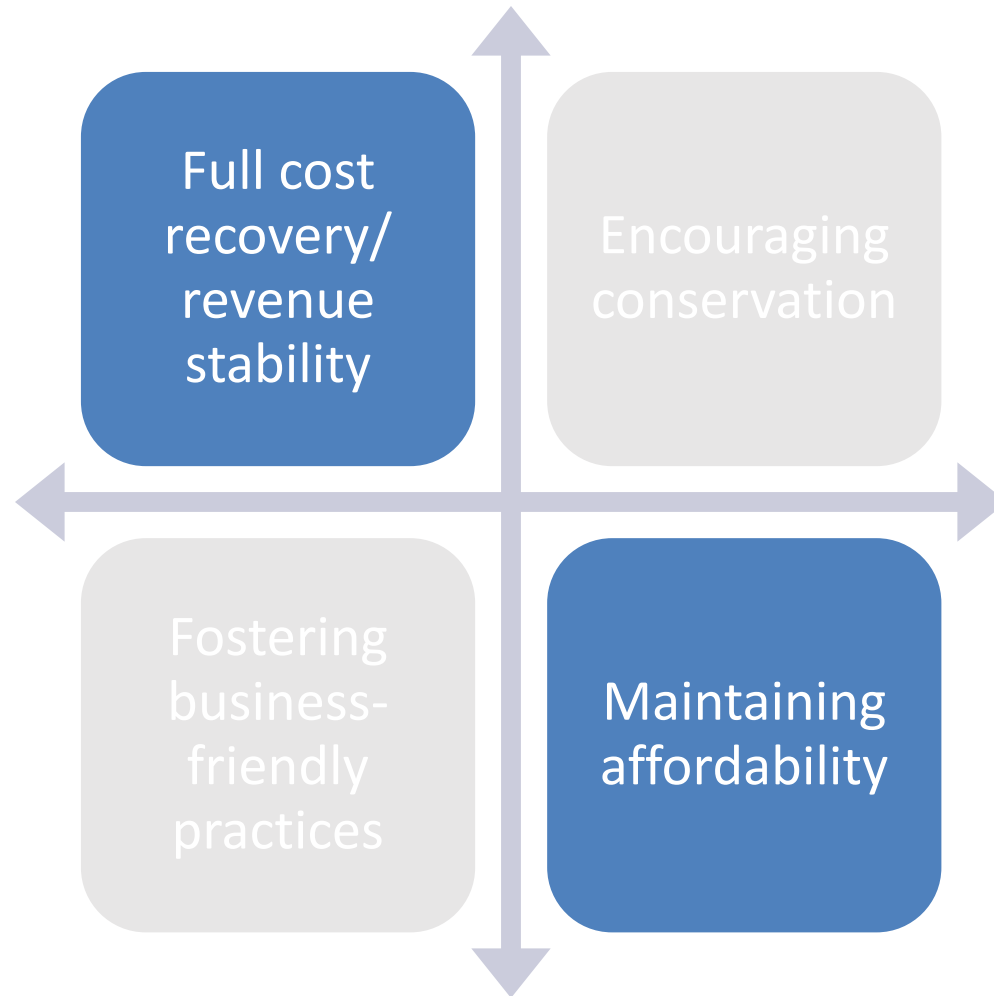 Full cost
recovery/
revenue
stability
Encouraging
conservation
Fostering
business-
friendly
practices
Maintaining
affordability